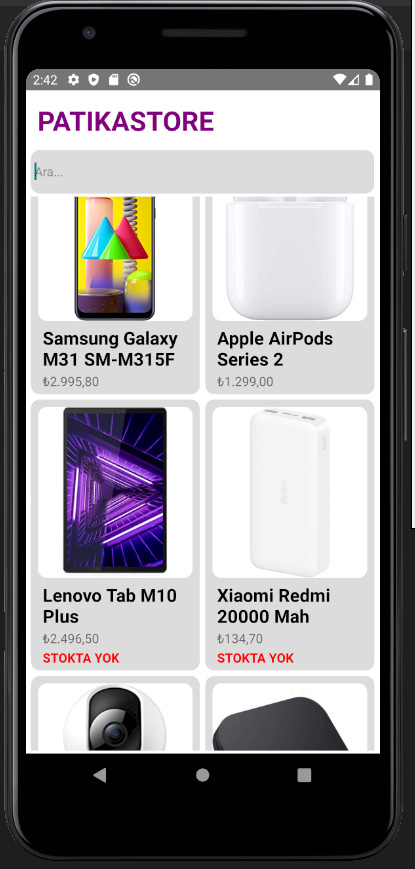 2:42
PATIKASTORE
Ara...
Samsung Galaxy
M31 SM-M315F
₺2.995,80
Apple AirPods
Series 2
₺1.299,00
Redmi
Lenovo Tab M10
Plus
₺2.496,50
STOKTA YOK
Xiaomi Redmi
20000 Mah
₺134,70
STOKTA YOK